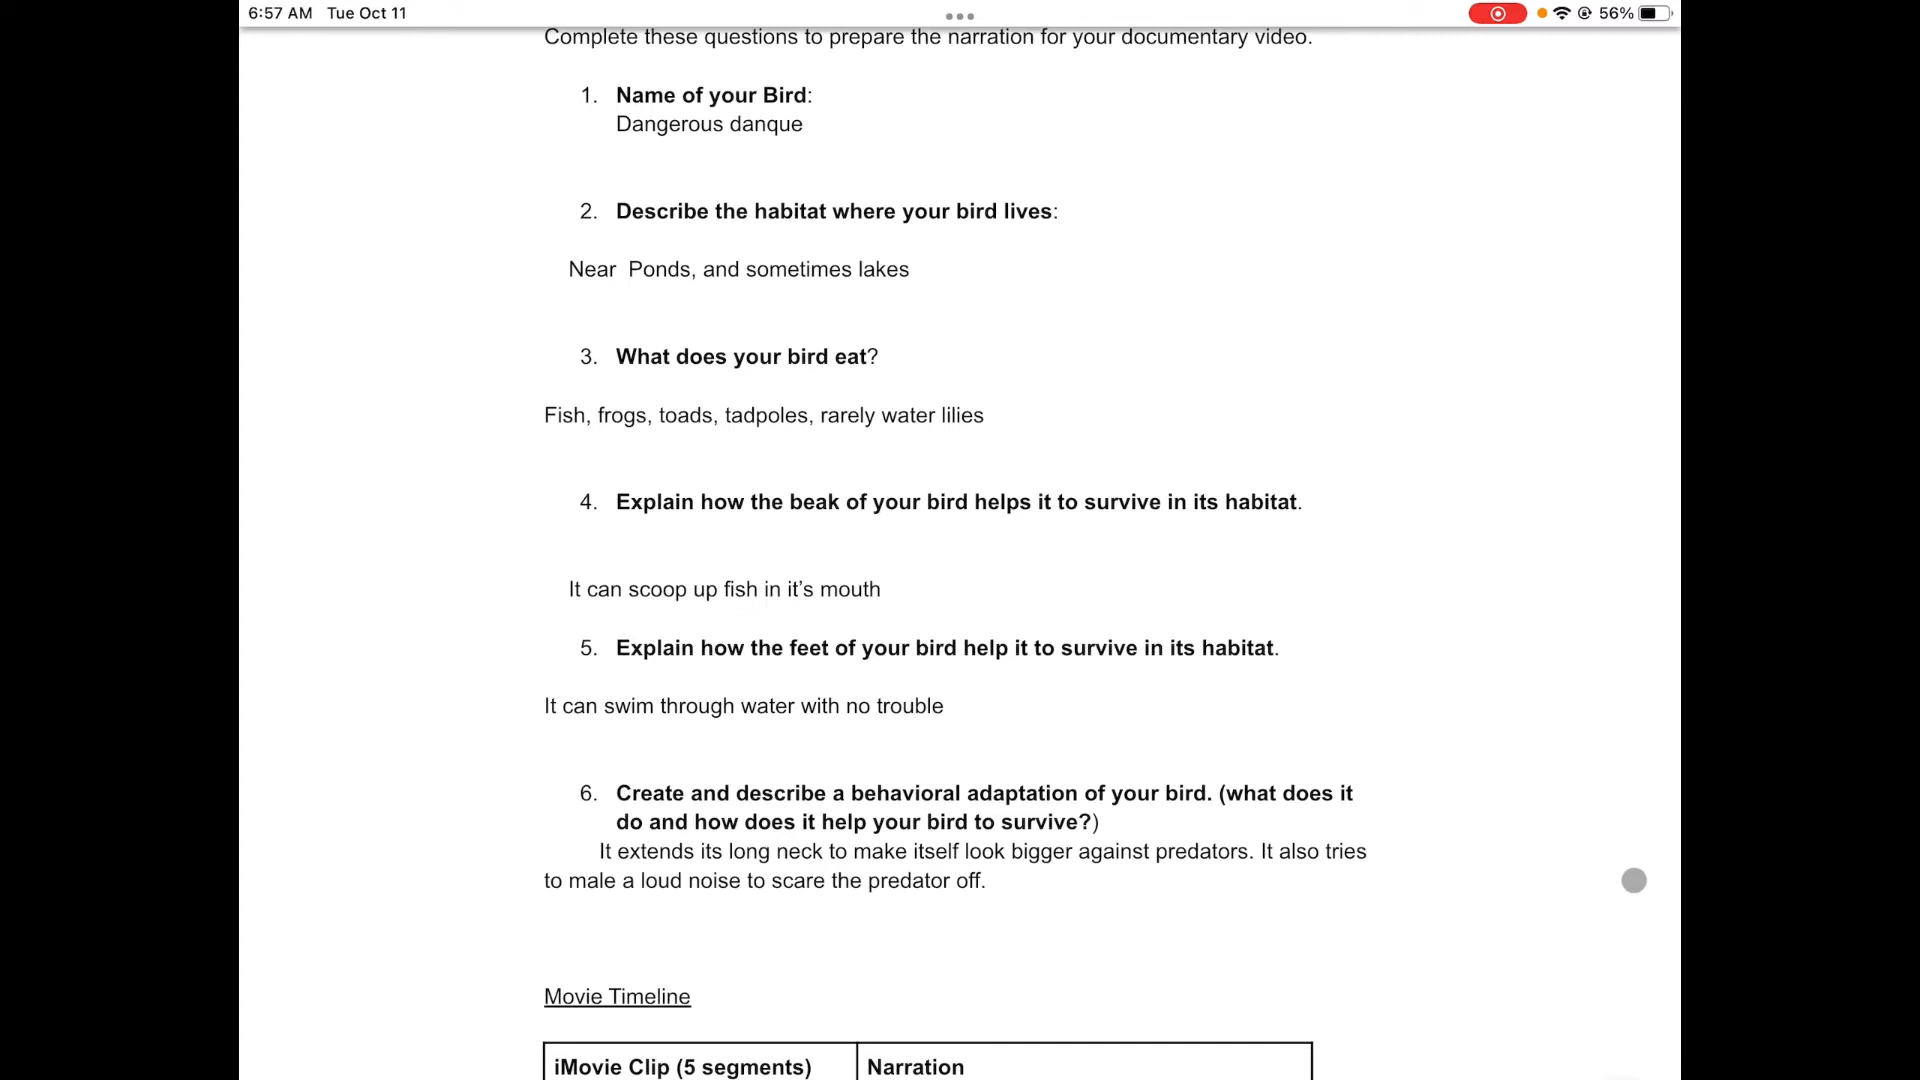 6:57 AM Tue Oct 11
56%
Complete these questions to prepare the narration for your documentary video.
1. Name of your Bird:
Dangerous danque
2. Describe the habitat where your bird lives:
Near  Ponds, and sometimes lakes
3. What does your bird eat?
Fish, frogs, toads, tadpoles, rarely water lilies
4. Explain how the beak of your bird helps it to survive in its habitat.
It can scoop up fish in it’s mouth
5. Explain how the feet of your bird help it to survive in its habitat.
It can swim through water with no trouble
6. Create and describe a behavioral adaptation of your bird. (what does it
do and how does it help your bird to survive?)
It extends its long neck to make itself look bigger against predators. It also tries
to male a loud noise to scare the predator off.
Movie Timeline
iMovie Clip (5 segments) Narration